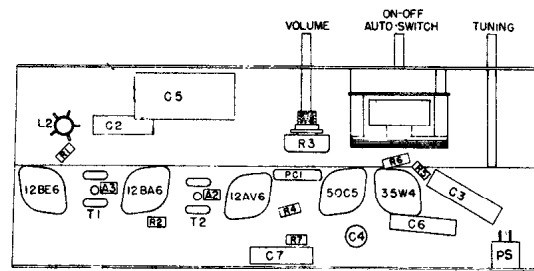 VOLUME
ON-OFF
AUTO-SWITCH
TUNING
C5
L2
C2
R1
R3
PC1
R6
R5
12BE6
A3
T1
12BA6
R2
A2
T2
12AV6
R4
50C5
35W4
C3
C6
C4
R7
C7
PS